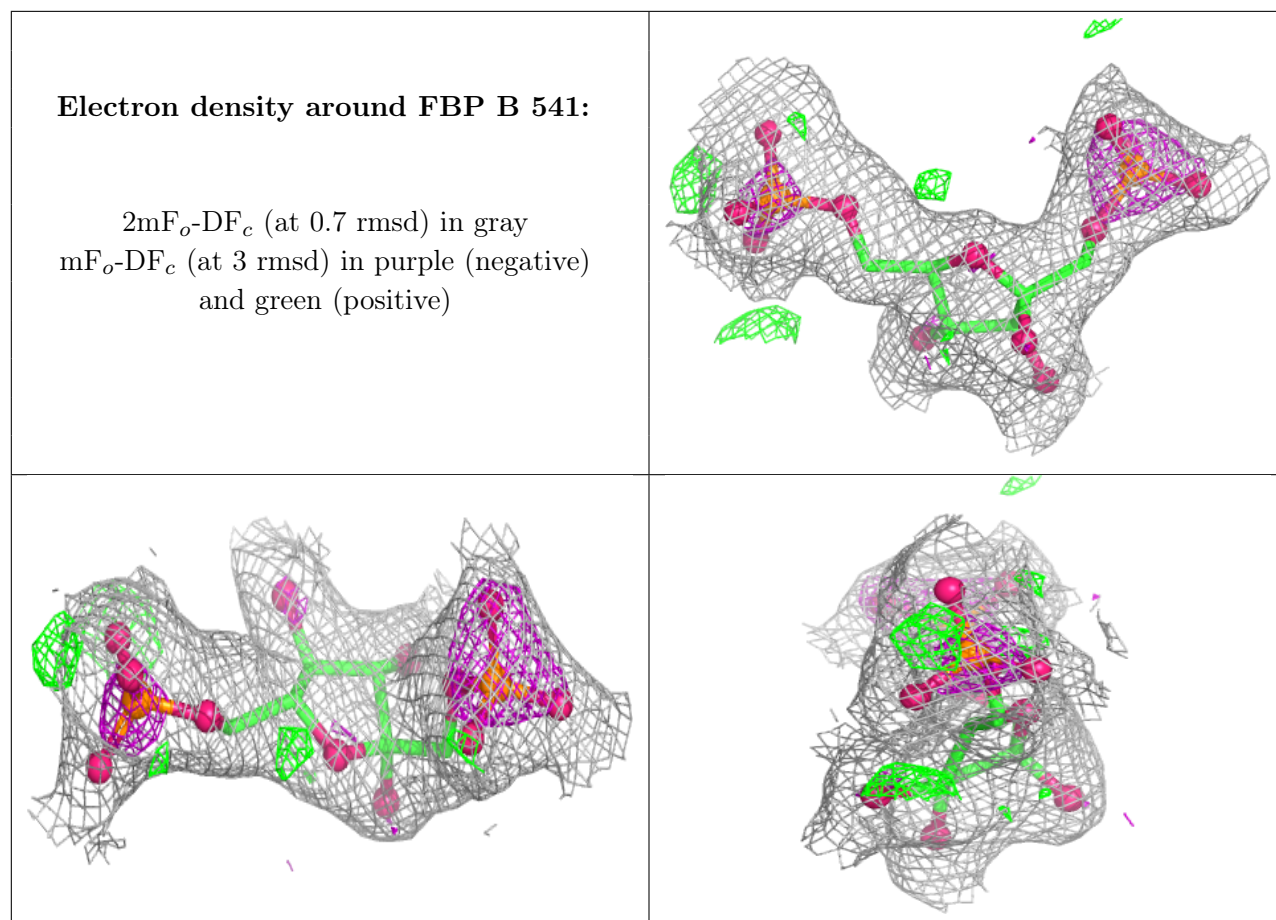 Electron density around FBP B 541:
2mFₒ-DF𝒸 (at 0.7 rmsd) in gray
mFₒ-DF𝒸 (at 3 rmsd) in purple (negative)
and green (positive)